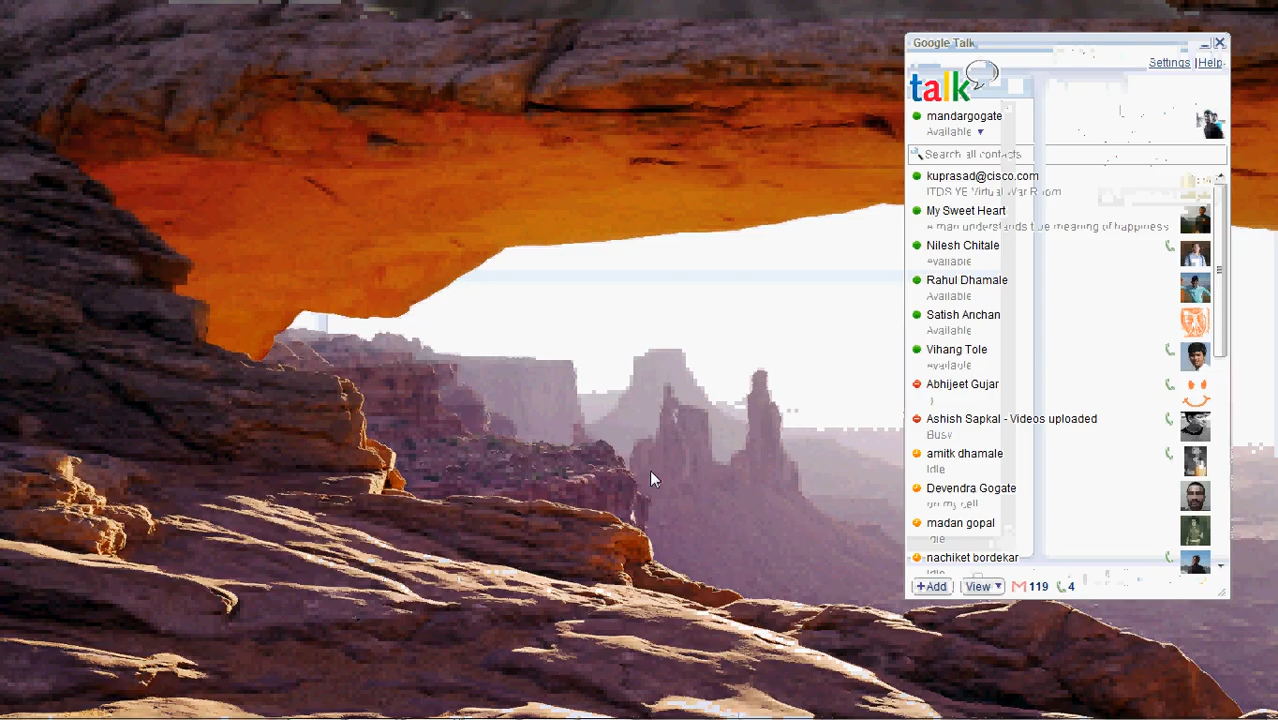 Google Talk
Settings | Help
talk
mandargogate
Available
Search all contacts
kuprasad@cisco.com
ITDS YE Virtual War Room
My Sweet Heart
A man understands true meaning of happiness
Nilesh Chitale
Available
Rahul Dhamale
Available
Satish Anchan
Available
Vihang Tole
Available
Abhijeet Gujar
)
Ashish Sapkal - Videos uploaded
Busy
amitk dhamale
Idle
Devendra Gogate
on my cell
madan gopal
Idle
nachiket bordekar
Idle
+Add View 119 4